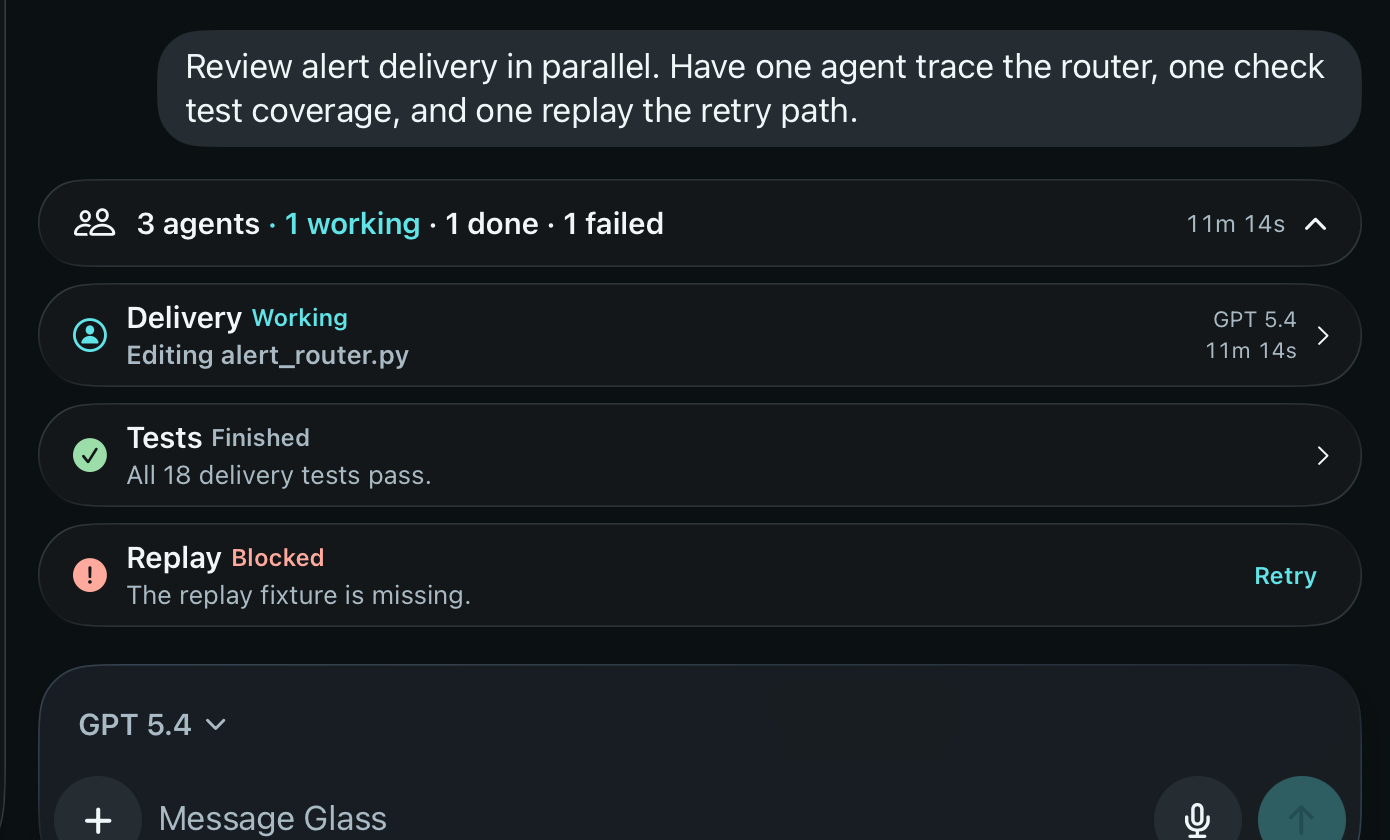 Review alert delivery in parallel. Have one agent trace the router, one check
test coverage, and one replay the retry path.
3 agents · 1 working · 1 done · 1 failed
11m 14s
Delivery Working
Editing alert_router.py
GPT 5.4
11m 14s
Tests Finished
All 18 delivery tests pass.
Replay Blocked
The replay fixture is missing.
Retry
GPT 5.4
Message Glass